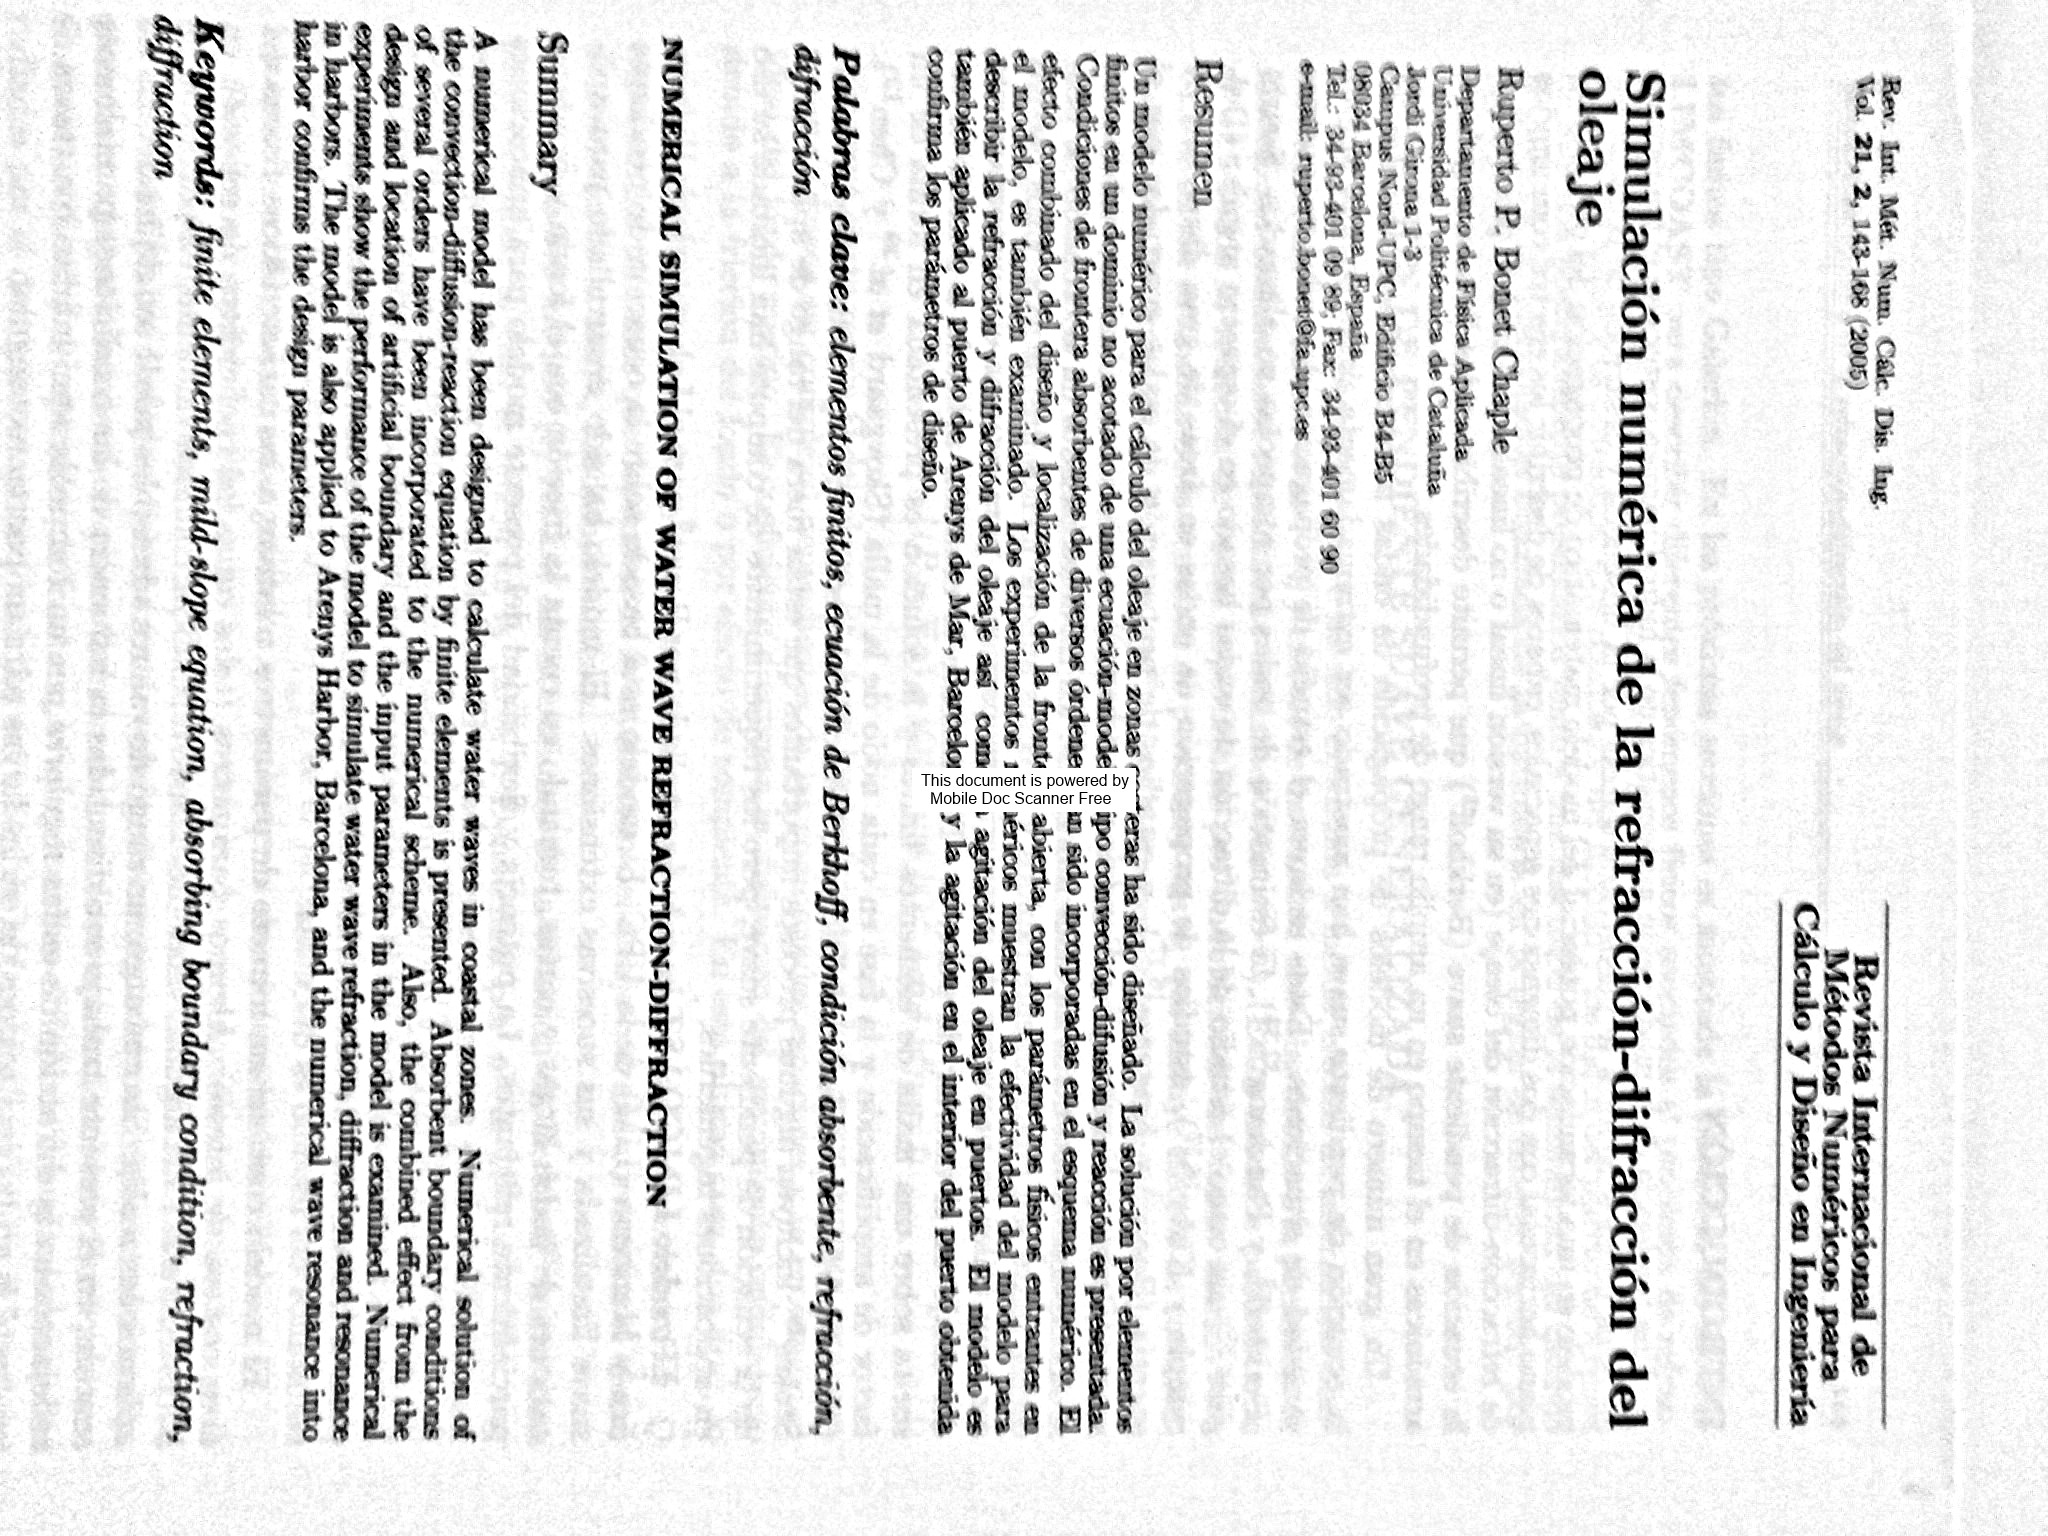 Rev. Int. Mét. Num. Cálc. Dis. Ing.
Vol. 21, 2, 143-168 (2005)
Revista Internacional de
Métodos Numéricos para
Cálculo y Diseño en Ingeniería
Simulación numérica de la refracción-difracción del
oleaje
Ruperto P. Bonet Chaple
Departamento de Física Aplicada
Universidad Politécnica de Cataluña
Jordi Girona 1-3
Campus Nord-UPC, Edificio B4-B5
08034 Barcelona, España
Tel.: 34-93-401 09 89; Fax: 34-93-401 60 90
e-mail: ruperto.bonet@fa.upc.es
Resumen
Un modelo numérico para el cálculo del oleaje en zonas costeras ha sido diseñado. La solución por elementos
finitos en un dominio no acotado de una ecuación-mode ipo convección-difusión y reacción es presentada.
Condiciones de frontera absorbentes de diversos órdene n sido incorporadas en el esquema numérico. El
efecto combinado del diseño y localización de la fronte abierta, con los parámetros físicos entrantes en
el modelo, es también examinado. Los experimentos éricos muestran la efectividad del modelo para
describir la refracción y difracción del oleaje así com agitación del oleaje en puertos. El modelo es
también aplicado al puerto de Arenys de Mar, Barcelo y la agitación en el interior del puerto obtenida
confirma los parámetros de diseño.
This document is powered by
Mobile Doc Scanner Free
Palabras clave: elementos finitos, ecuación de Berkhoff, condición absorbente, refracción,
difracción
NUMERICAL SIMULATION OF WATER WAVE REFRACTION-DIFFRACTION
Summary
A numerical model has been designed to calculate water waves in coastal zones. Numerical solution of
the convection-diffusion-reaction equation by finite elements is presented. Absorbent boundary conditions
of several orders have been incorporated to the numerical scheme. Also, the combined effect from the
design and location of artificial boundary and the input parameters in the model is examined. Numerical
experiments show the performance of the model to simulate water wave refraction, diffraction and resonance
in harbors. The model is also applied to Arenys Harbor, Barcelona, and the numerical wave resonance into
harbor confirms the design parameters.
Keywords: finite elements, mild-slope equation, absorbing boundary condition, refraction,
diffraction